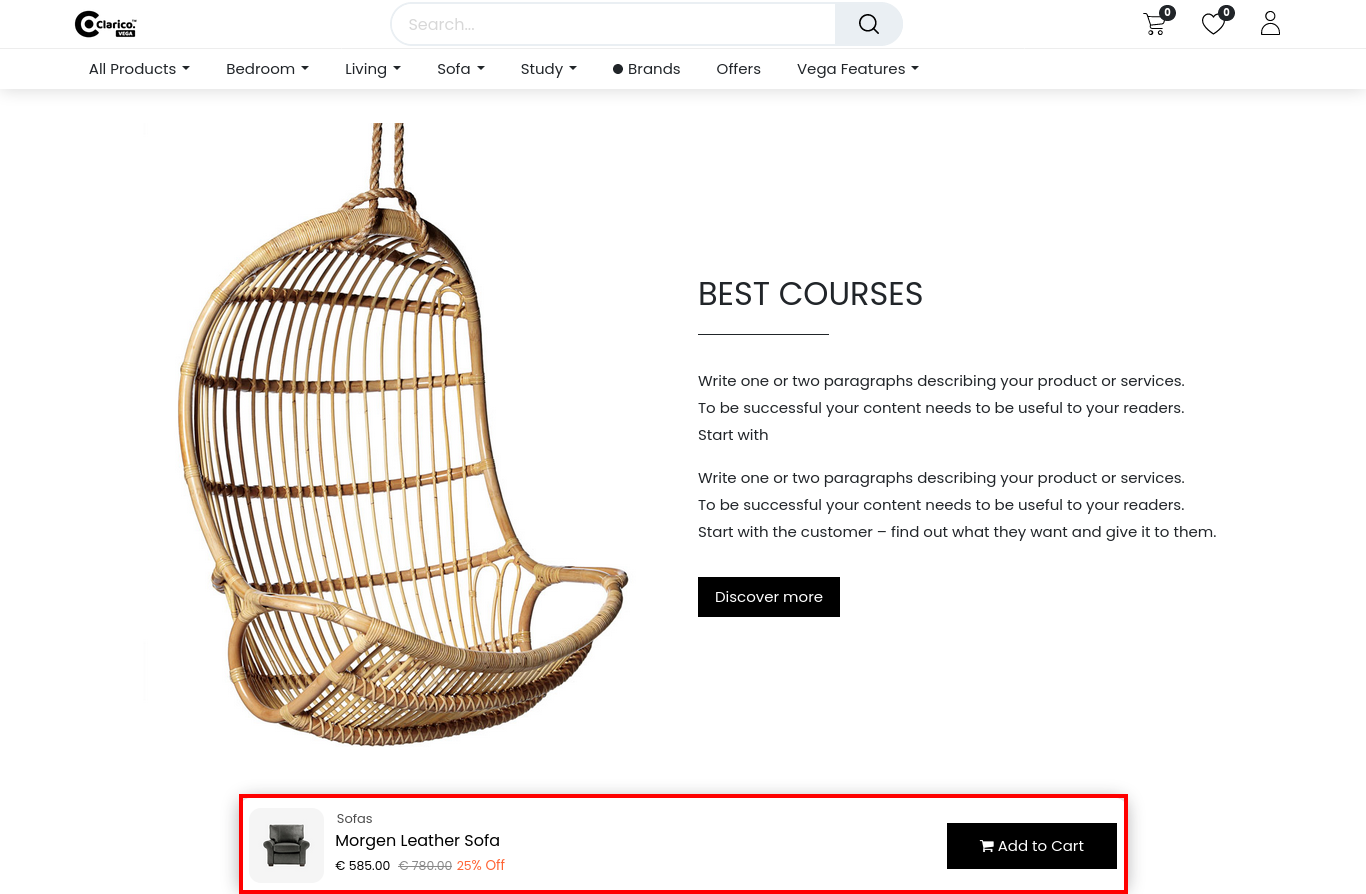 Clarico™
VEGA
Search...
0
0
All Products
Bedroom
Living
Sofa
Study
Brands
Offers
Vega Features
BEST COURSES
Write one or two paragraphs describing your product or services.
To be successful your content needs to be useful to your readers.
Start with
Write one or two paragraphs describing your product or services.
To be successful your content needs to be useful to your readers.
Start with the customer – find out what they want and give it to them.
Discover more
Sofas
Morgen Leather Sofa
€ 585.00 € 780.00 25% Off
Add to Cart